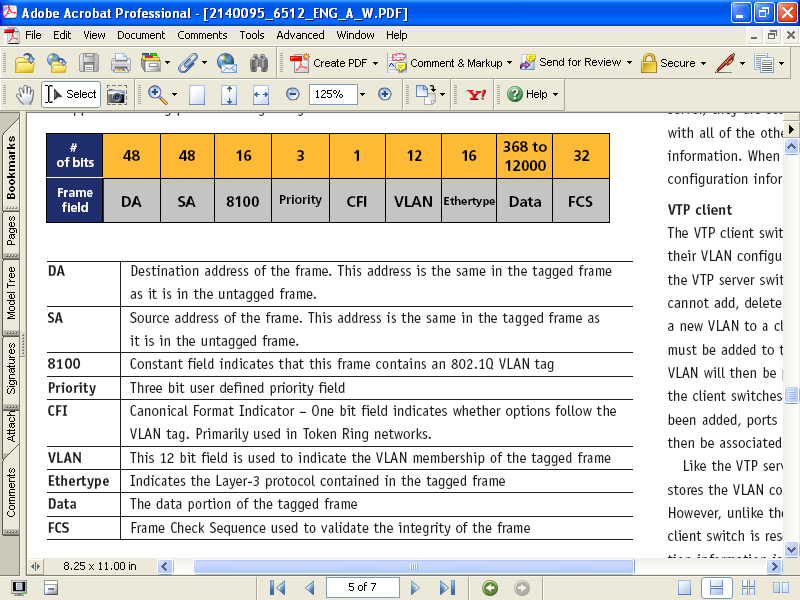 Adobe Acrobat Professional - [2140095_6512_ENG_A_W.PDF]
File Edit View Document Comments Tools Advanced Window Help
Create PDF Comment & Markup Send for Review Secure
Select 125% Y! Help
Bookmarks
Pages
Model Tree
Signatures
Attach
Comments
# of bits 48 48 16 3 1 12 16 368 to 12000 32
Frame field DA SA 8100 Priority CFI VLAN Ethertype Data FCS
DA Destination address of the frame. This address is the same in the tagged frame
as it is in the untagged frame.
SA Source address of the frame. This address is the same in the tagged frame as
it is in the untagged frame.
8100 Constant field indicates that this frame contains an 802.1Q VLAN tag
Priority Three bit user defined priority field
CFI Canonical Format Indicator – One bit field indicates whether options follow the
VLAN tag. Primarily used in Token Ring networks.
VLAN This 12 bit field is used to indicate the VLAN membership of the tagged frame
Ethertype Indicates the Layer-3 protocol contained in the tagged frame
Data The data portion of the tagged frame
FCS Frame Check Sequence used to validate the integrity of the frame
with all of the othe
information. When
configuration infor
VTP client
The VTP client swit
their VLAN configu
the VTP server swit
cannot add, delete
a new VLAN to a cl
must be added to t
VLAN will then be
the client switches
been added, ports
then be associated
Like the VTP serv
stores the VLAN co
However, unlike the
client switch is res
8.25 x 11.00 in
5 of 7